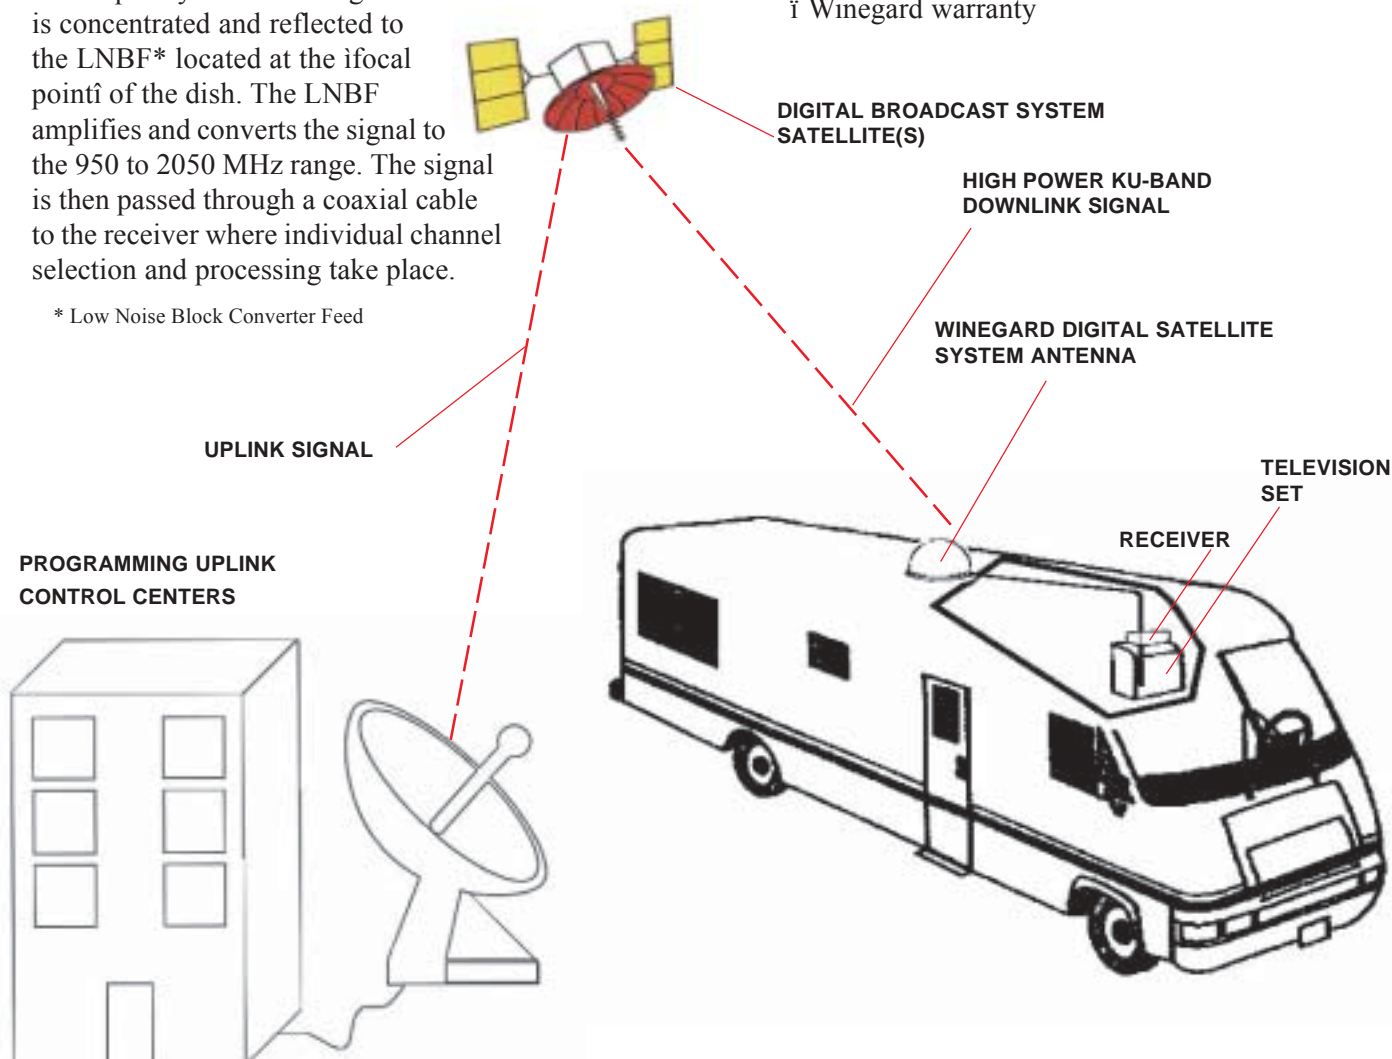 is concentrated and reflected to
the LNBF* located at the ìfocal
pointî of the dish. The LNBF
amplifies and converts the signal to
the 950 to 2050 MHz range. The signal
is then passed through a coaxial cable
to the receiver where individual channel
selection and processing take place.
* Low Noise Block Converter Feed
ï Winegard warranty
DIGITAL BROADCAST SYSTEM
SATELLITE(S)
HIGH POWER KU-BAND
DOWNLINK SIGNAL
WINEGARD DIGITAL SATELLITE
SYSTEM ANTENNA
UPLINK SIGNAL
TELEVISION
SET
RECEIVER
PROGRAMMING UPLINK
CONTROL CENTERS